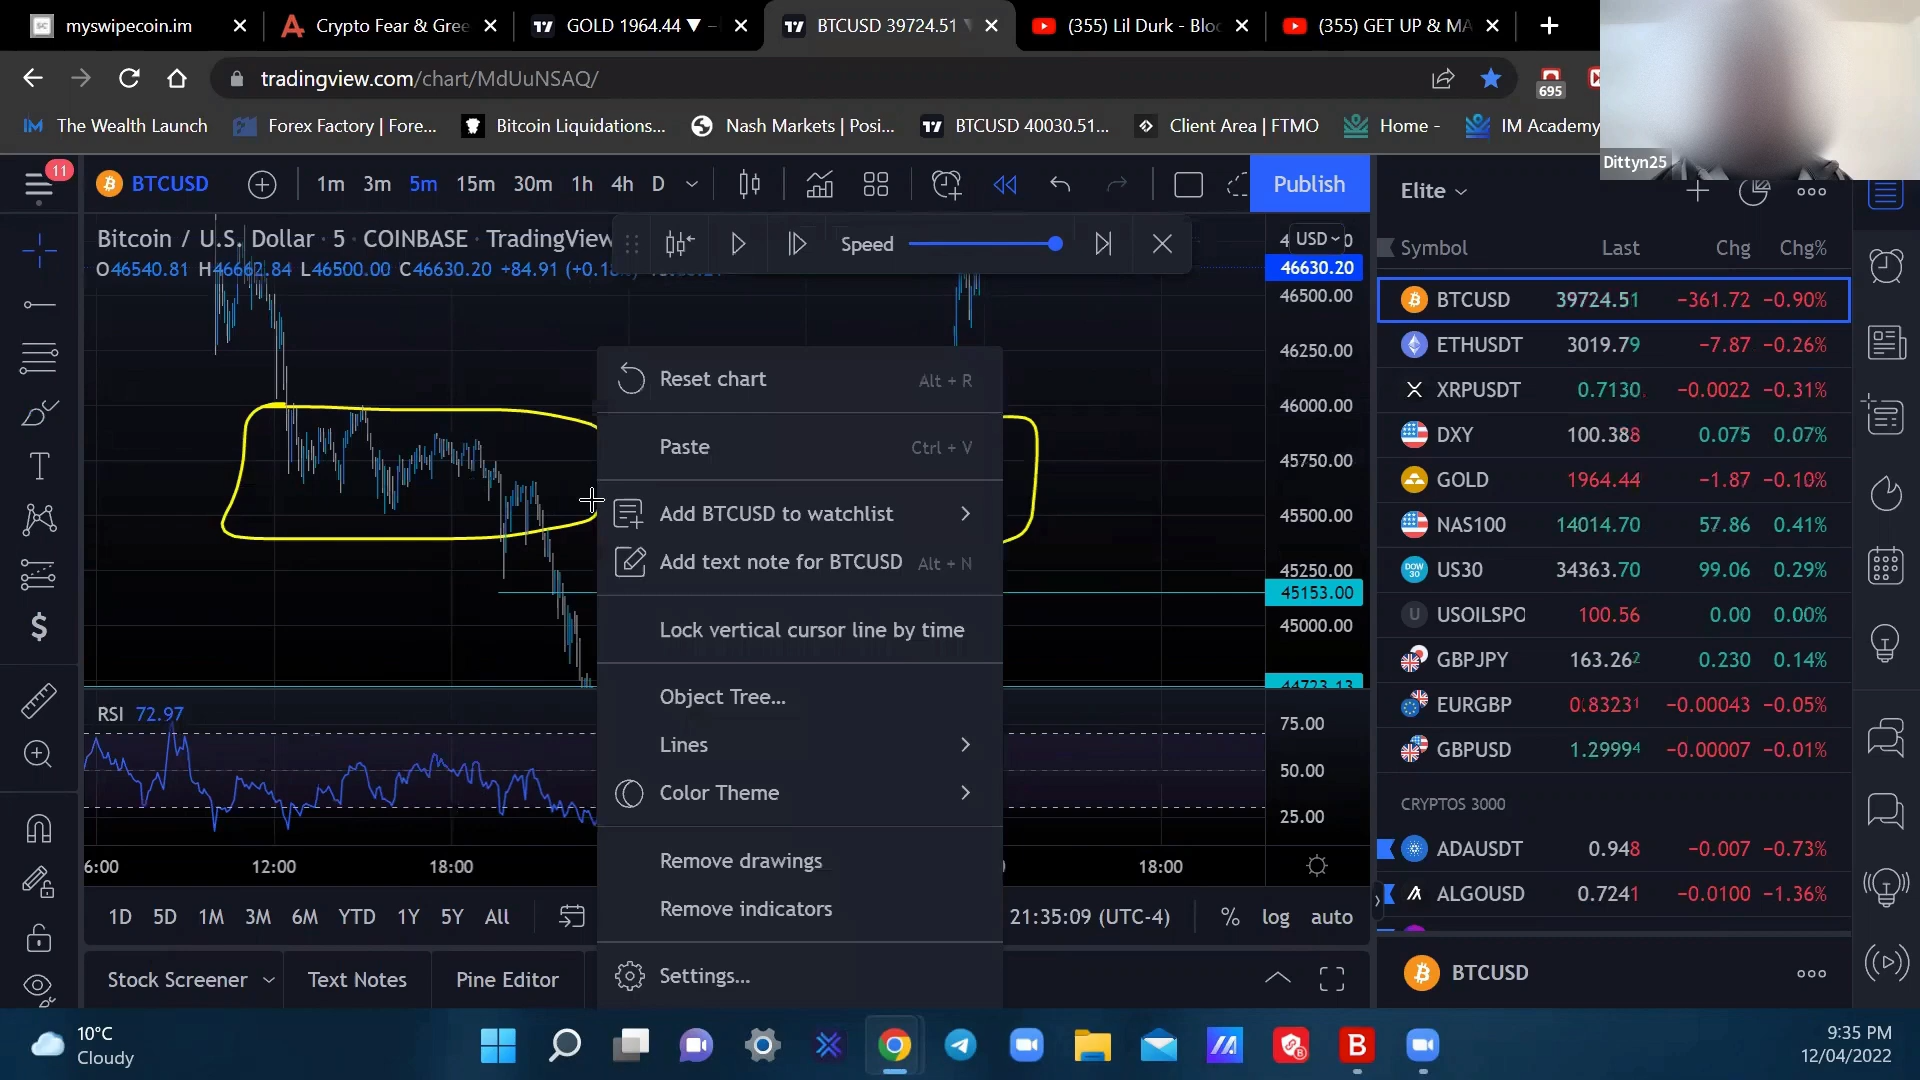 myswipecoin.im
Crypto Fear & Gree
GOLD 1964.44 ▼
BTCUSD 39724.51
(355) Lil Durk - Bloc
(355) GET UP & MA
tradingview.com/chart/MdUuNSAQ/
695
The Wealth Launch
Forex Factory | Fore...
Bitcoin Liquidations...
Nash Markets | Posi...
BTCUSD 40030.51...
Client Area | FTMO
Home -
IM Academy
Dittyn25
11
BTCUSD
1m 3m 5m 15m 30m 1h 4h D
Publish
Elite
Bitcoin / U.S. Dollar · 5 · COINBASE · TradingView
Speed
USD
Symbol Last Chg Chg%
O46540.81 H46662.84 L46500.00 C46630.20 +84.91
46630.20
46500.00
46250.00
46000.00
45750.00
45500.00
45250.00
45153.00
45000.00
44723.13
Reset chart Alt + R
Paste Ctrl + V
Add BTCUSD to watchlist
Add text note for BTCUSD Alt + N
Lock vertical cursor line by time
Object Tree...
Lines
Color Theme
Remove drawings
Remove indicators
Settings...
RSI 72.97
75.00
50.00
25.00
6:00 12:00 18:00 18:00
1D 5D 1M 3M 6M YTD 1Y 5Y All
21:35:09 (UTC-4) % log auto
Stock Screener Text Notes Pine Editor
BTCUSD 39724.51 −361.72 −0.90%
ETHUSDT 3019.79 −7.87 −0.26%
XRPUSDT 0.7130 −0.0022 −0.31%
DXY 100.388 0.075 0.07%
GOLD 1964.44 −1.87 −0.10%
NAS100 14014.70 57.86 0.41%
US30 34363.70 99.06 0.29%
USOILSPO 100.56 0.00 0.00%
GBPJPY 163.262 0.230 0.14%
EURGBP 0.83231 −0.00043 −0.05%
GBPUSD 1.29994 −0.00007 −0.01%
CRYPTOS 3000
ADAUSDT 0.948 −0.007 −0.73%
ALGOUSD 0.7241 −0.0100 −1.36%
BTCUSD
10°C
Cloudy
9:35 PM
12/04/2022